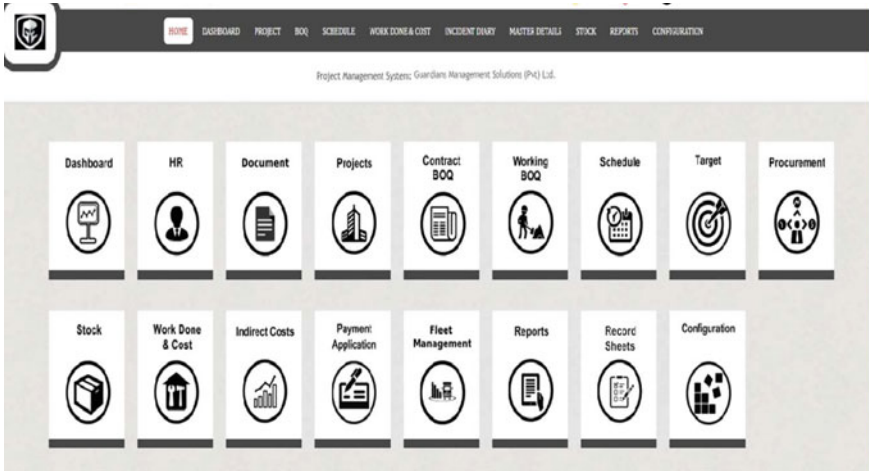 HOME DASHBOARD PROJECT BOQ SCHEDULE WORK DONE & COST INCIDENT DIARY MASTER DETAILS STOCK REPORTS CONFIGURATION
Project Management System: Guardians Management Solutions (Pvt) Ltd.
Dashboard
HR
Document
Projects
Contract
BOQ
Working
BOQ
Schedule
Target
Procurement
Stock
Work Done
& Cost
Indirect Costs
Payment
Application
Fleet
Management
Reports
Record
Sheets
Configuration